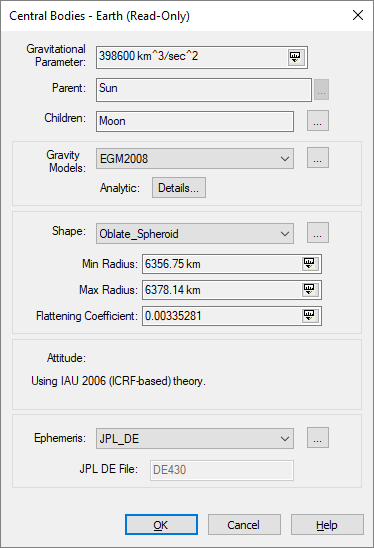 Central Bodies - Earth (Read-Only)
Gravitational
Parameter:
398600 km^3/sec^2
Parent:
Sun
...
Children:
Moon
...
Gravity
Models:
EGM2008
...
Analytic:
Details...
Shape:
Oblate_Spheroid
...
Min Radius:
6356.75 km
Max Radius:
6378.14 km
Flattening Coefficient:
0.00335281
Attitude:
Using IAU 2006 (ICRF-based) theory.
Ephemeris:
JPL_DE
...
JPL DE File:
DE430
OK
Cancel
Help